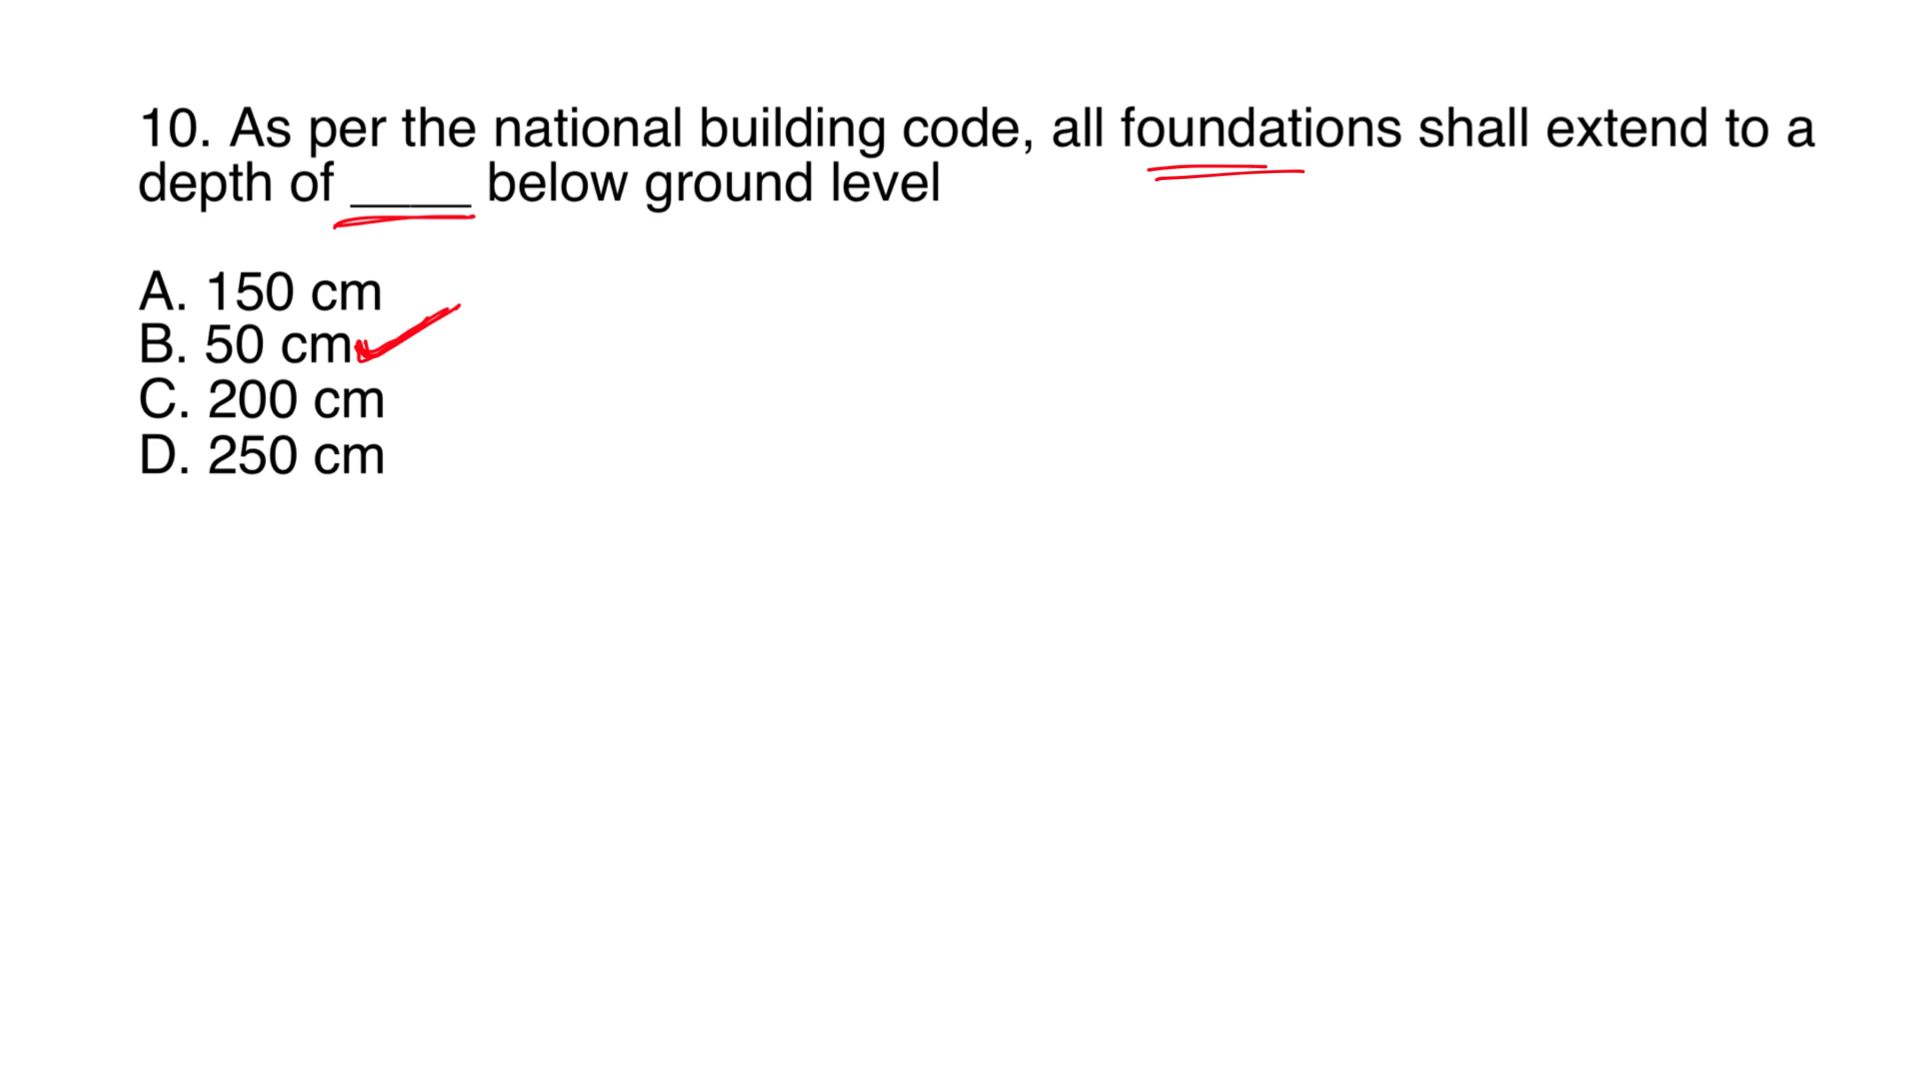 10. As per the national building code, all foundations shall extend to a
depth of ____ below ground level
A. 150 cm
B. 50 cm
C. 200 cm
D. 250 cm